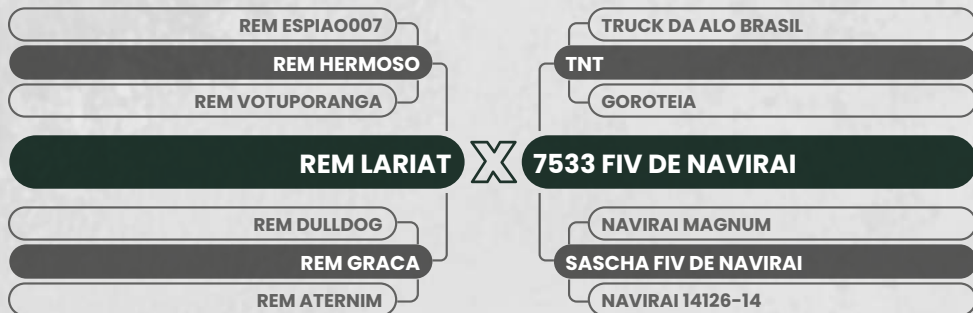 REM ESPIAO007
REM HERMOSO
REM VOTUPORANGA
REM LARIAT
REM DULLDOG
REM GRACA
REM ATERNIM
X
TRUCK DA ALO BRASIL
TNT
GOROTEIA
7533 FIV DE NAVIRAI
NAVIRAI MAGNUM
SASCHA FIV DE NAVIRAI
NAVIRAI 14126-14